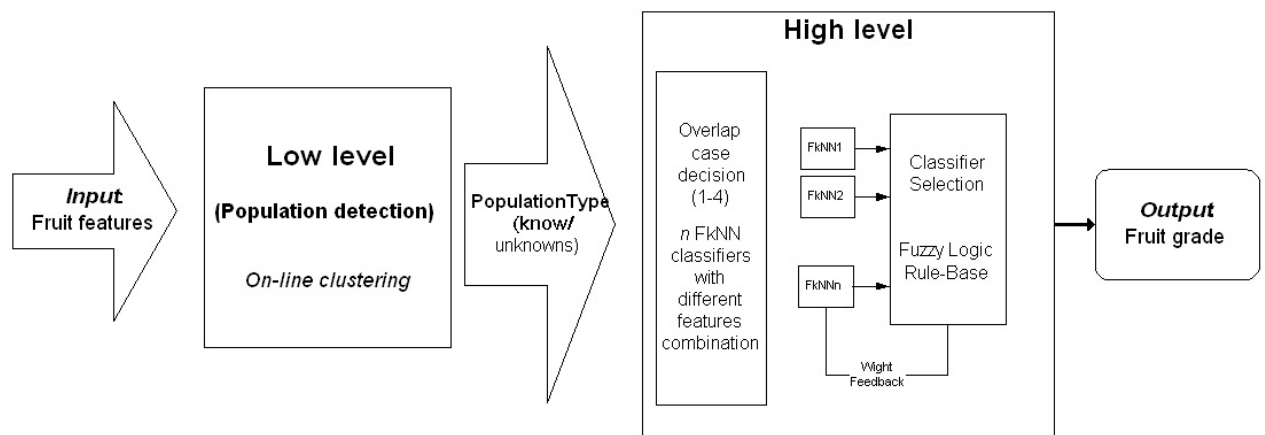 Input:
Fruit features
Low level
(Population detection)
On-line clustering
PopulationType
(know/
unknowns)
High level
Overlap
case
decision
(1-4)
n FkNN
classifiers
with
different
features
combination
FkNN1
FkNN2
FkNNn
Classifier
Selection
Fuzzy Logic
Rule-Base
Wight
Feedback
Output
Fruit grade